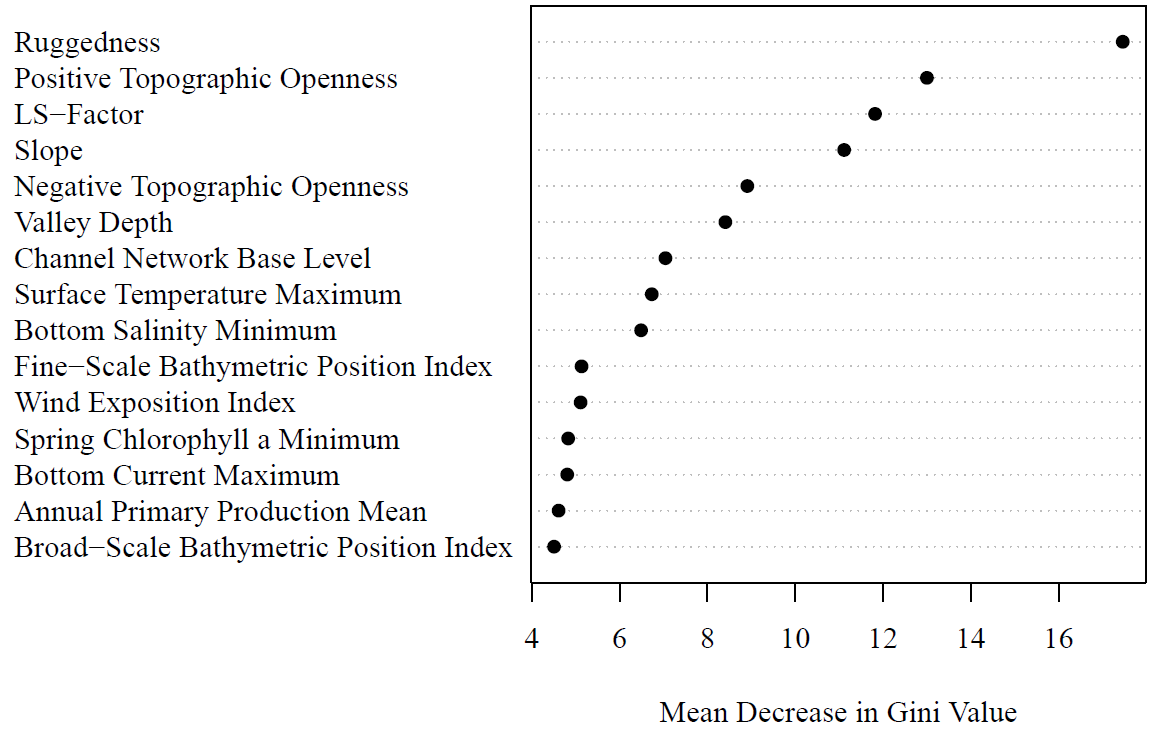 Ruggedness
Positive Topographic Openness
LS−Factor
Slope
Negative Topographic Openness
Valley Depth
Channel Network Base Level
Surface Temperature Maximum
Bottom Salinity Minimum
Fine−Scale Bathymetric Position Index
Wind Exposition Index
Spring Chlorophyll a Minimum
Bottom Current Maximum
Annual Primary Production Mean
Broad−Scale Bathymetric Position Index
4 6 8 10 12 14 16
Mean Decrease in Gini Value